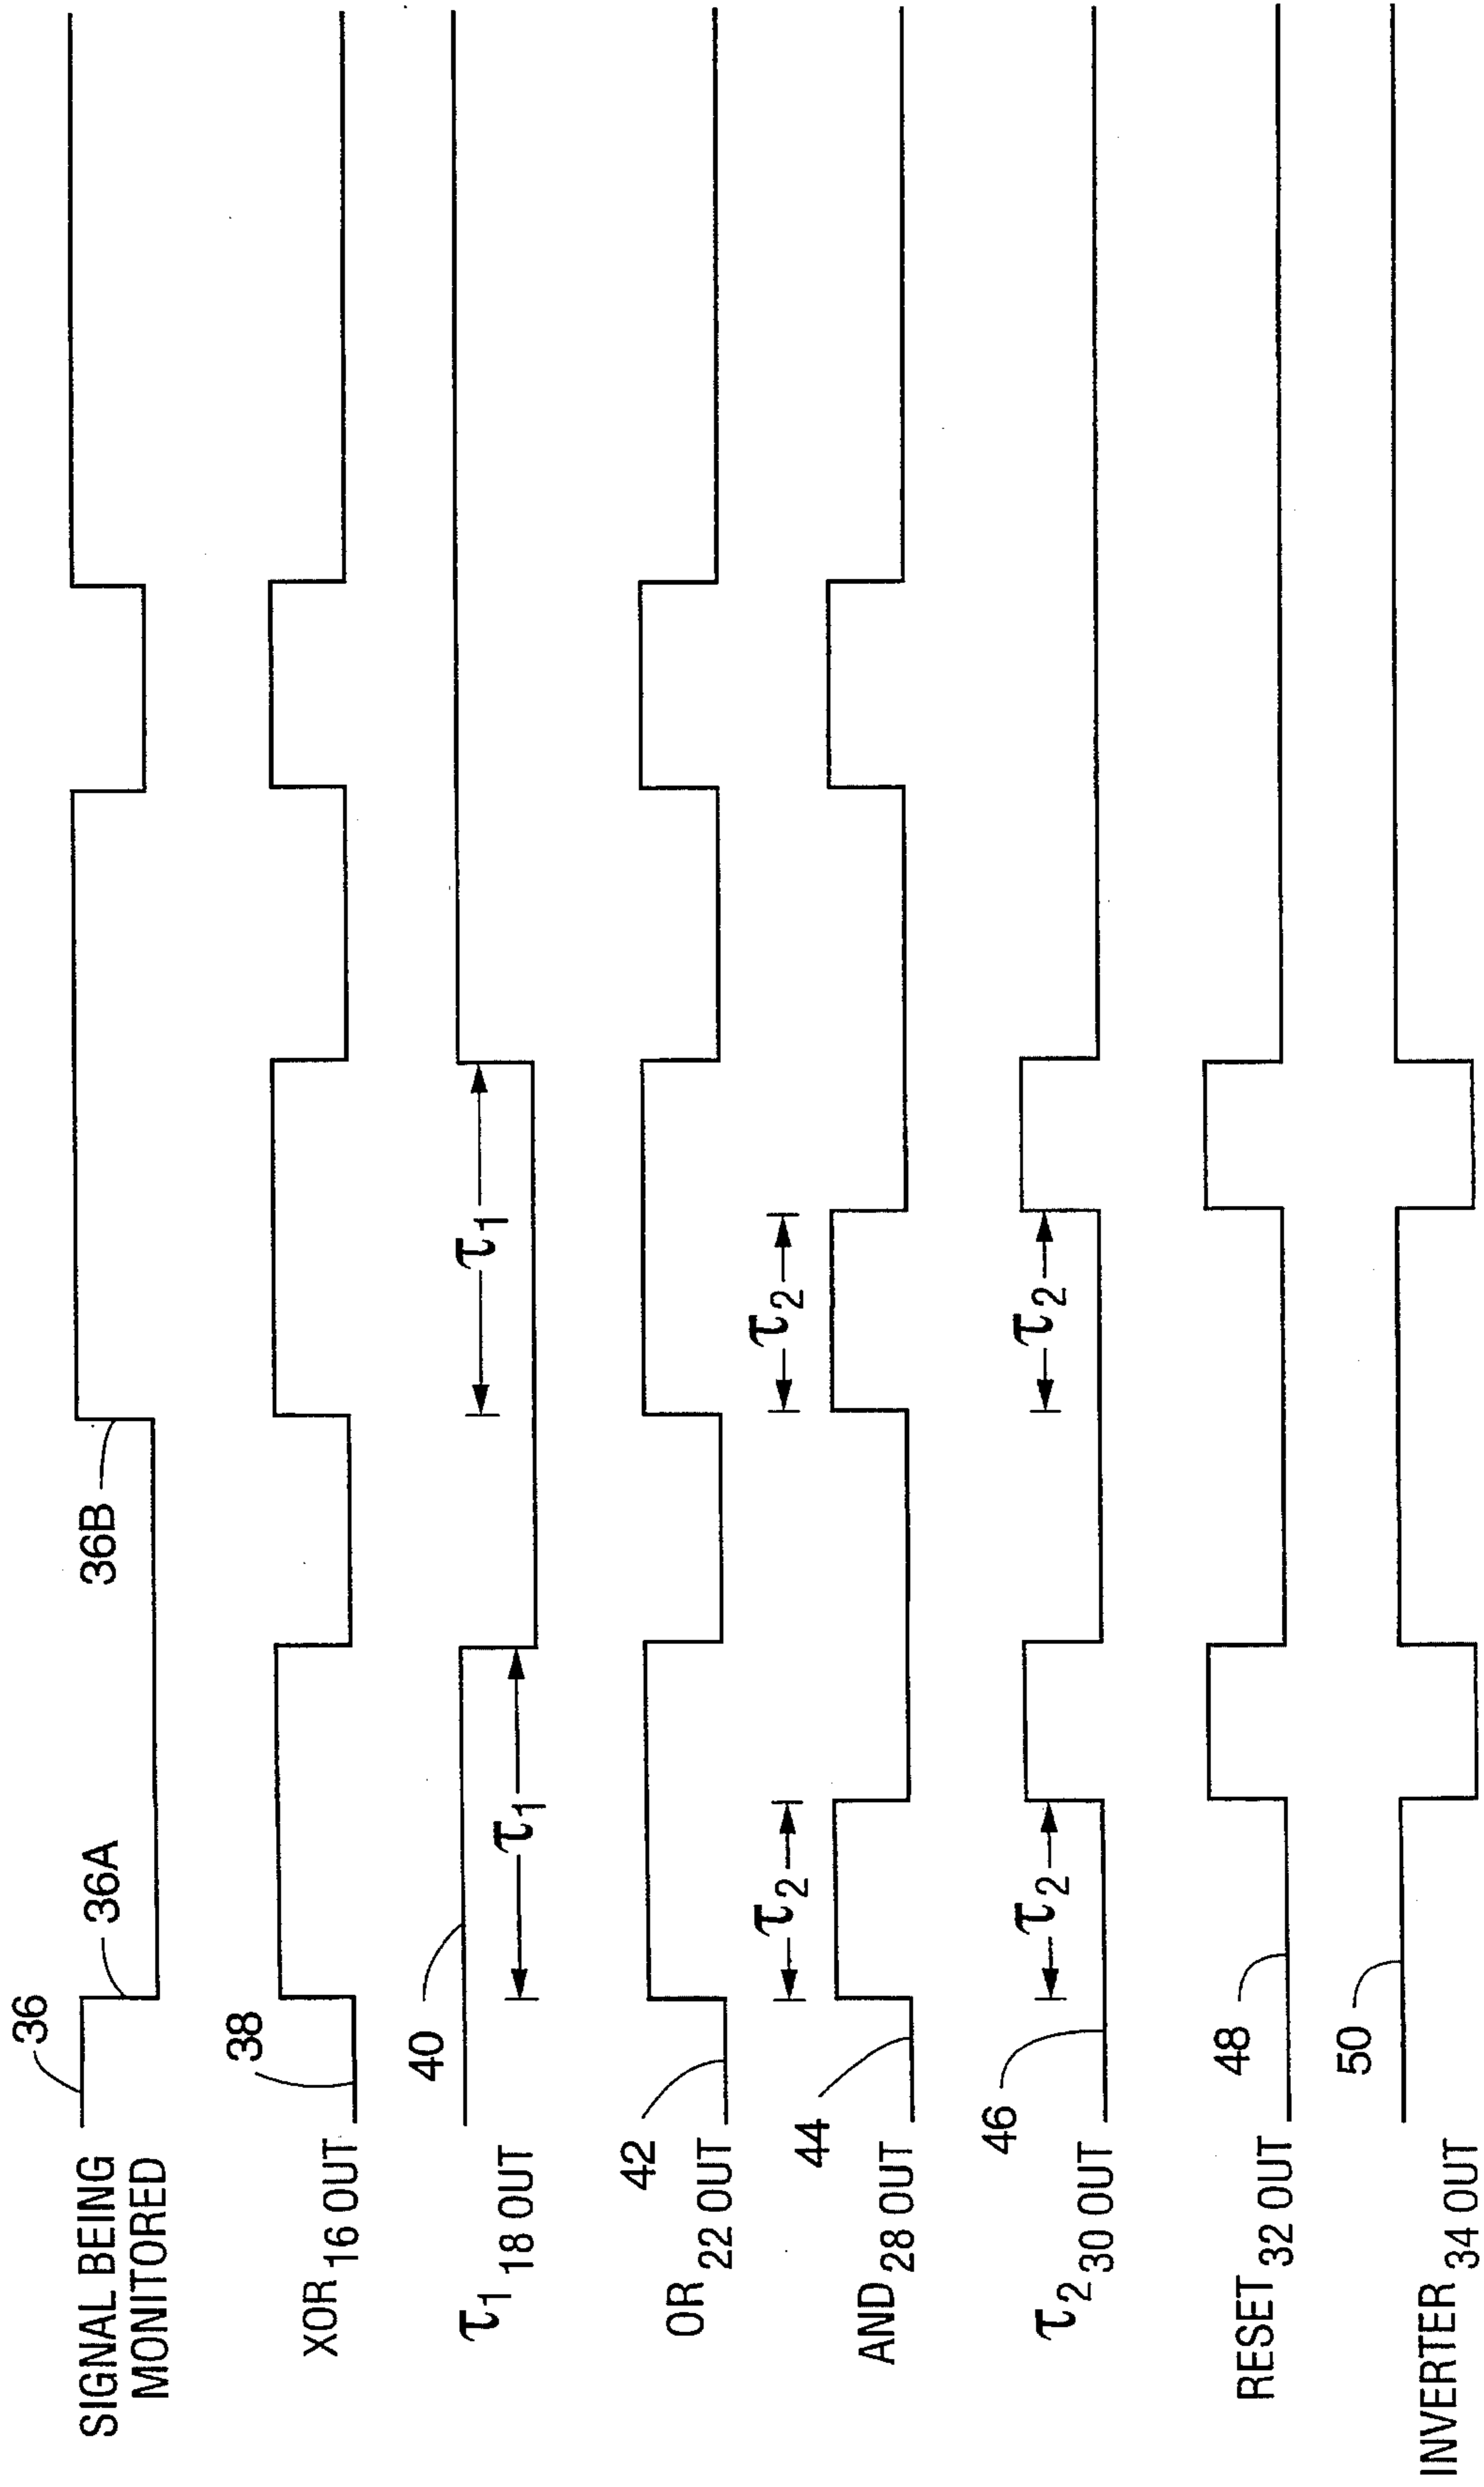 SIGNAL BEING
MONITORED
36
36A
36B
XOR 16 OUT
38
τ1 18 OUT
40
τ1
τ1
OR 22 OUT
42
AND 28 OUT
44
τ2
τ2
τ2 30 OUT
46
τ2
τ2
RESET 32 OUT
48
INVERTER 34 OUT
50